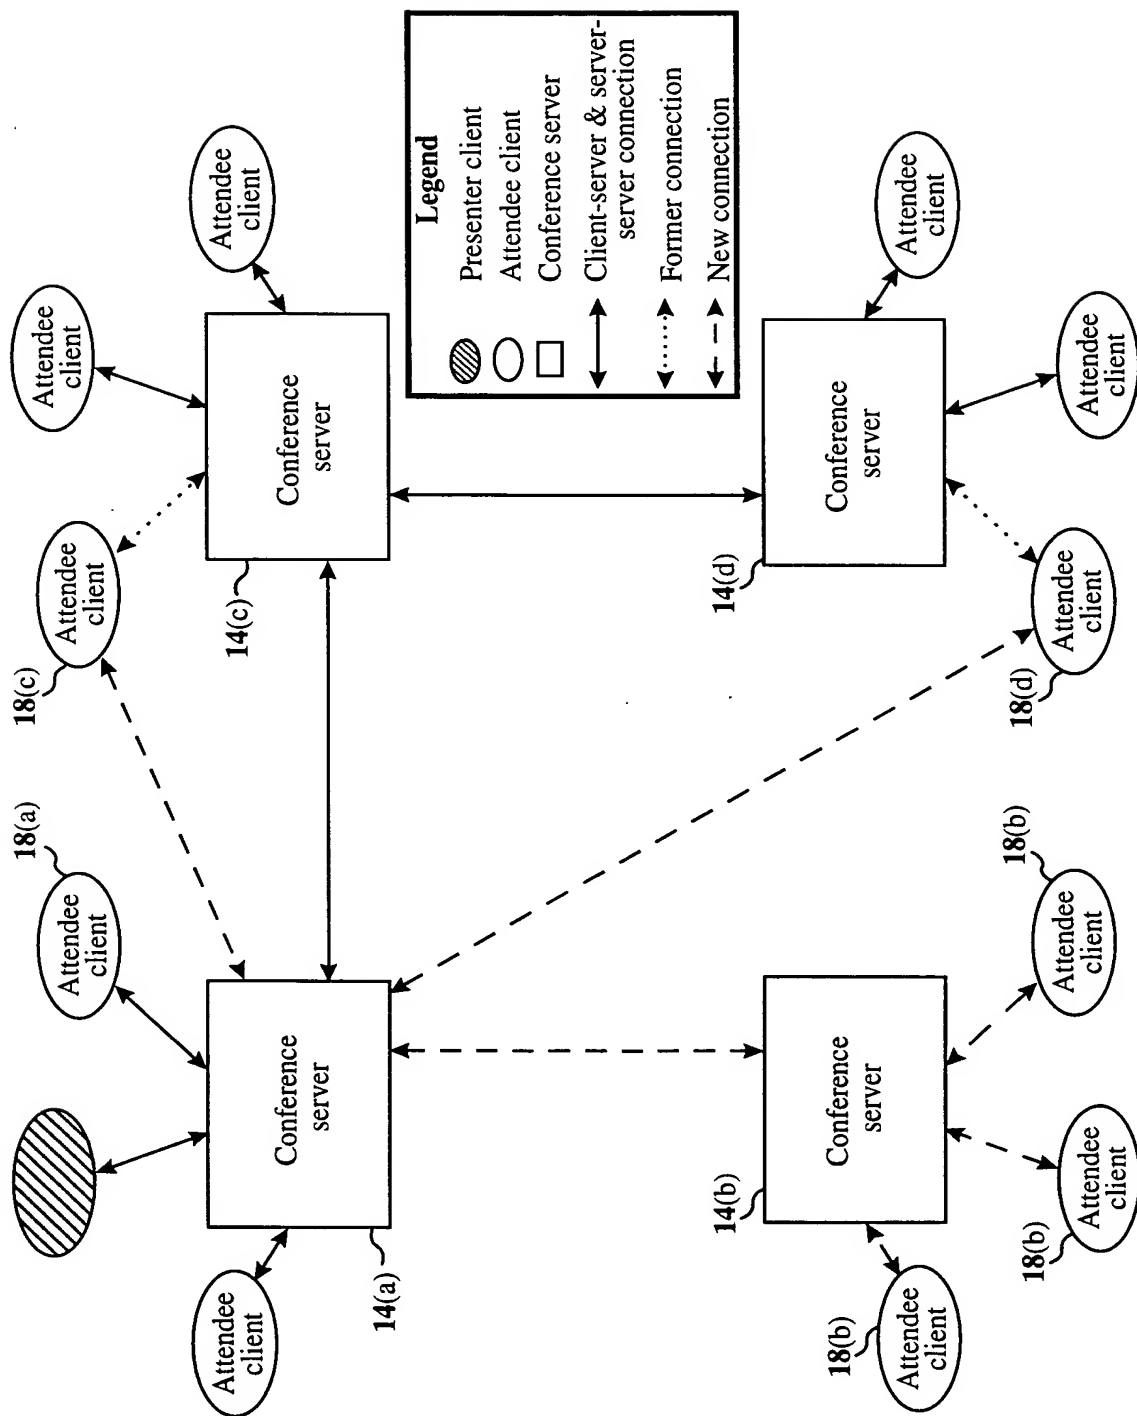 18(a)
18(c)
Attendee
client
Attendee
client
Attendee
client
Attendee
client
Conference
server
14(a)
14(c)
Conference
server
Attendee
client
Legend
Presenter client
Attendee client
Conference server
Client-server & server-
server connection
Former connection
New connection
14(b)
14(d)
Conference
server
Conference
server
18(b)
Attendee
client
Attendee
client
18(b)
Attendee
client
18(b)
Attendee
client
18(d)
Attendee
client
Attendee
client